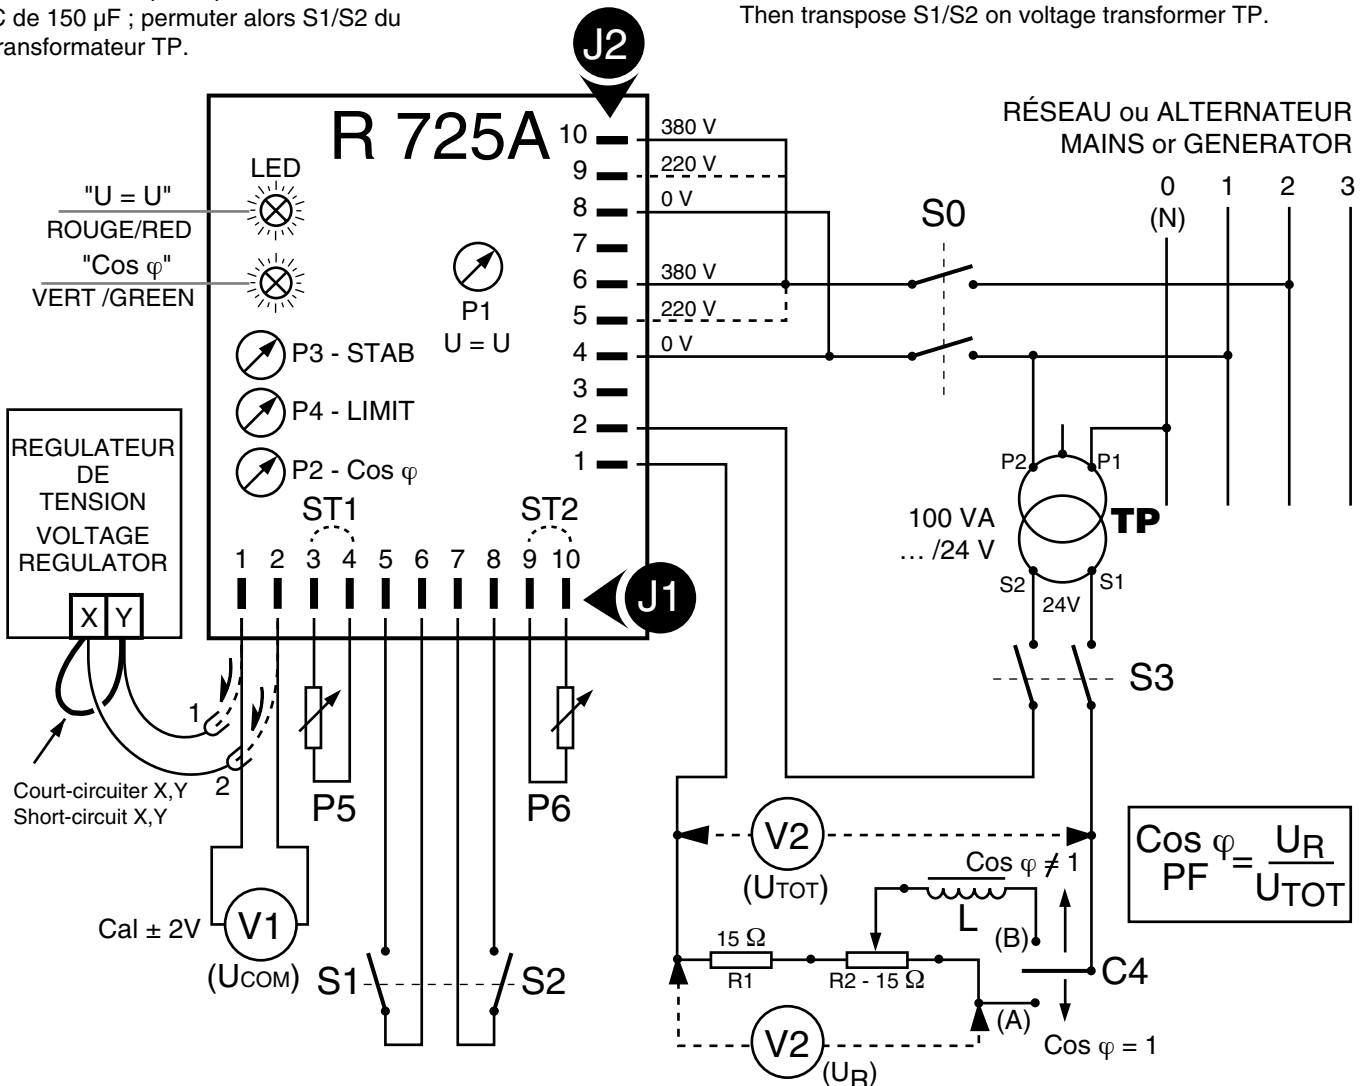 C de 150 µF ; permuter alors S1/S2 du
transformateur TP.
Then transpose S1/S2 on voltage transformer TP.
J2
R 725A
RÉSEAU ou ALTERNATEUR
MAINS or GENERATOR
0
(N)
1
2
3
LED
"U = U"
ROUGE/RED
"Cos φ"
VERT /GREEN
P1
U = U
P3 - STAB
P4 - LIMIT
P2 - Cos φ
10 380 V
9 220 V
8 0 V
7
6 380 V
5 220 V
4 0 V
3
2
1
S0
REGULATEUR
DE
TENSION
VOLTAGE
REGULATOR
X Y
ST1
ST2
1 2 3 4 5 6 7 8 9 10
J1
P2
P1
100 VA
... /24 V
TP
S2
S1
24V
S3
1
2
Court-circuiter X,Y
Short-circuit X,Y
P5
P6
Cal ± 2V
V1
(UCOM)
S1
S2
V2
(UTOT)
Cos φ ≠ 1
L
(B)
15 Ω
R1
R2 - 15 Ω
C4
(A)
Cos φ = 1
V2
(UR)
Cos φ
PF
=
UR
UTOT